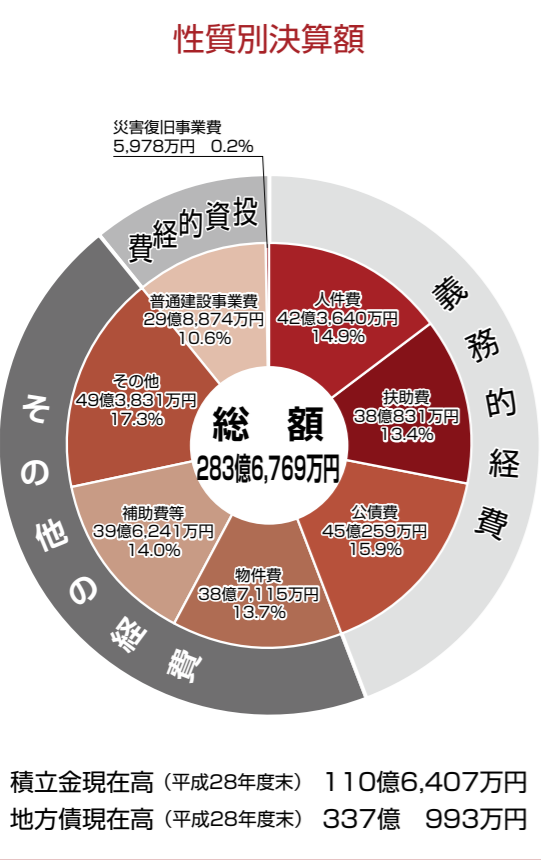 性質別決算額
災害復旧事業費
5,978万円 0.2%
投資的経費
普通建設事業費
29億8,874万円
10.6%
人件費
42億3,640万円
14.9%
義務的経費
その他
49億3,831万円
17.3%
扶助費
38億831万円
13.4%
総 額
283億6,769万円
その他の経費
補助費等
39億6,241万円
14.0%
公債費
45億259万円
15.9%
物件費
38億7,115万円
13.7%
積立金現在高(平成28年度末) 110億6,407万円
地方債現在高(平成28年度末) 337億 993万円